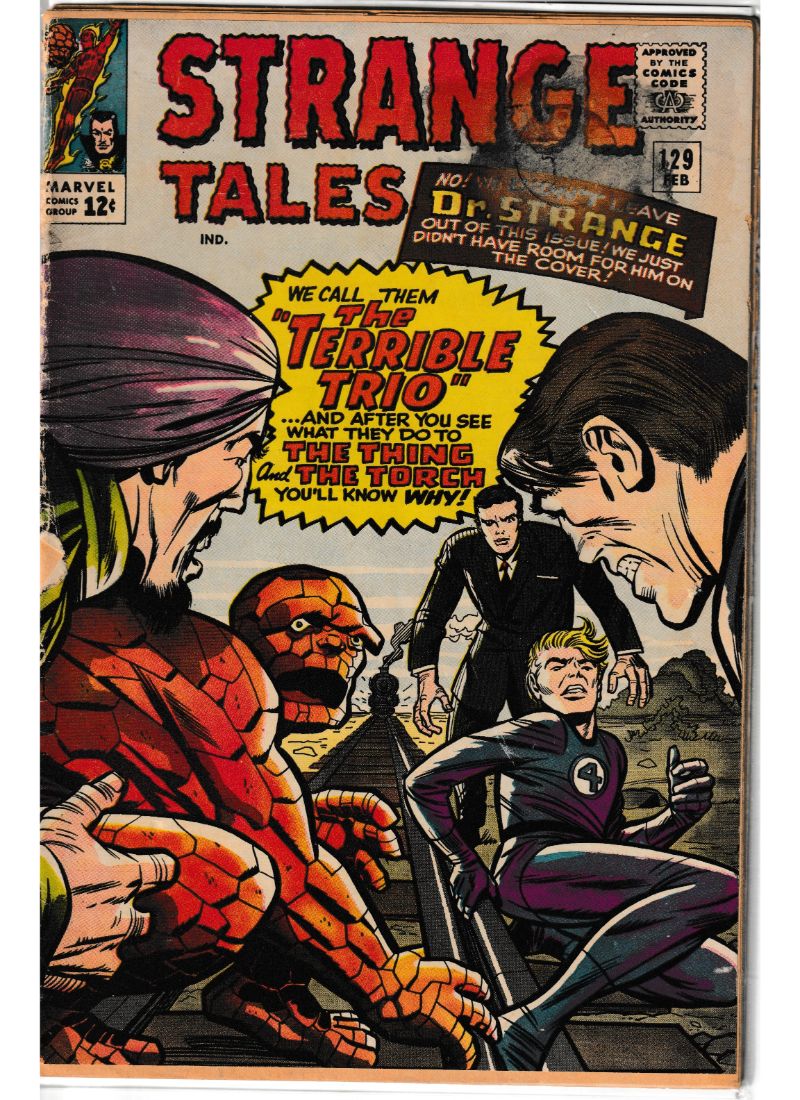 STRANGE
TALES
APPROVED
BY THE
COMICS
CODE
CA
AUTHORITY
MARVEL
COMICS
GROUP 12¢
IND.
129
FEB
NO! LEAVE
Dr. STRANGE
OUT OF THIS ISSUE! WE JUST
DIDN'T HAVE ROOM FOR HIM ON
THE COVER!
WE CALL THEM
The
"TERRIBLE
TRIO"
...AND AFTER YOU SEE
WHAT THEY DO TO
THE THING
And THE TORCH
YOU'LL KNOW WHY!
4